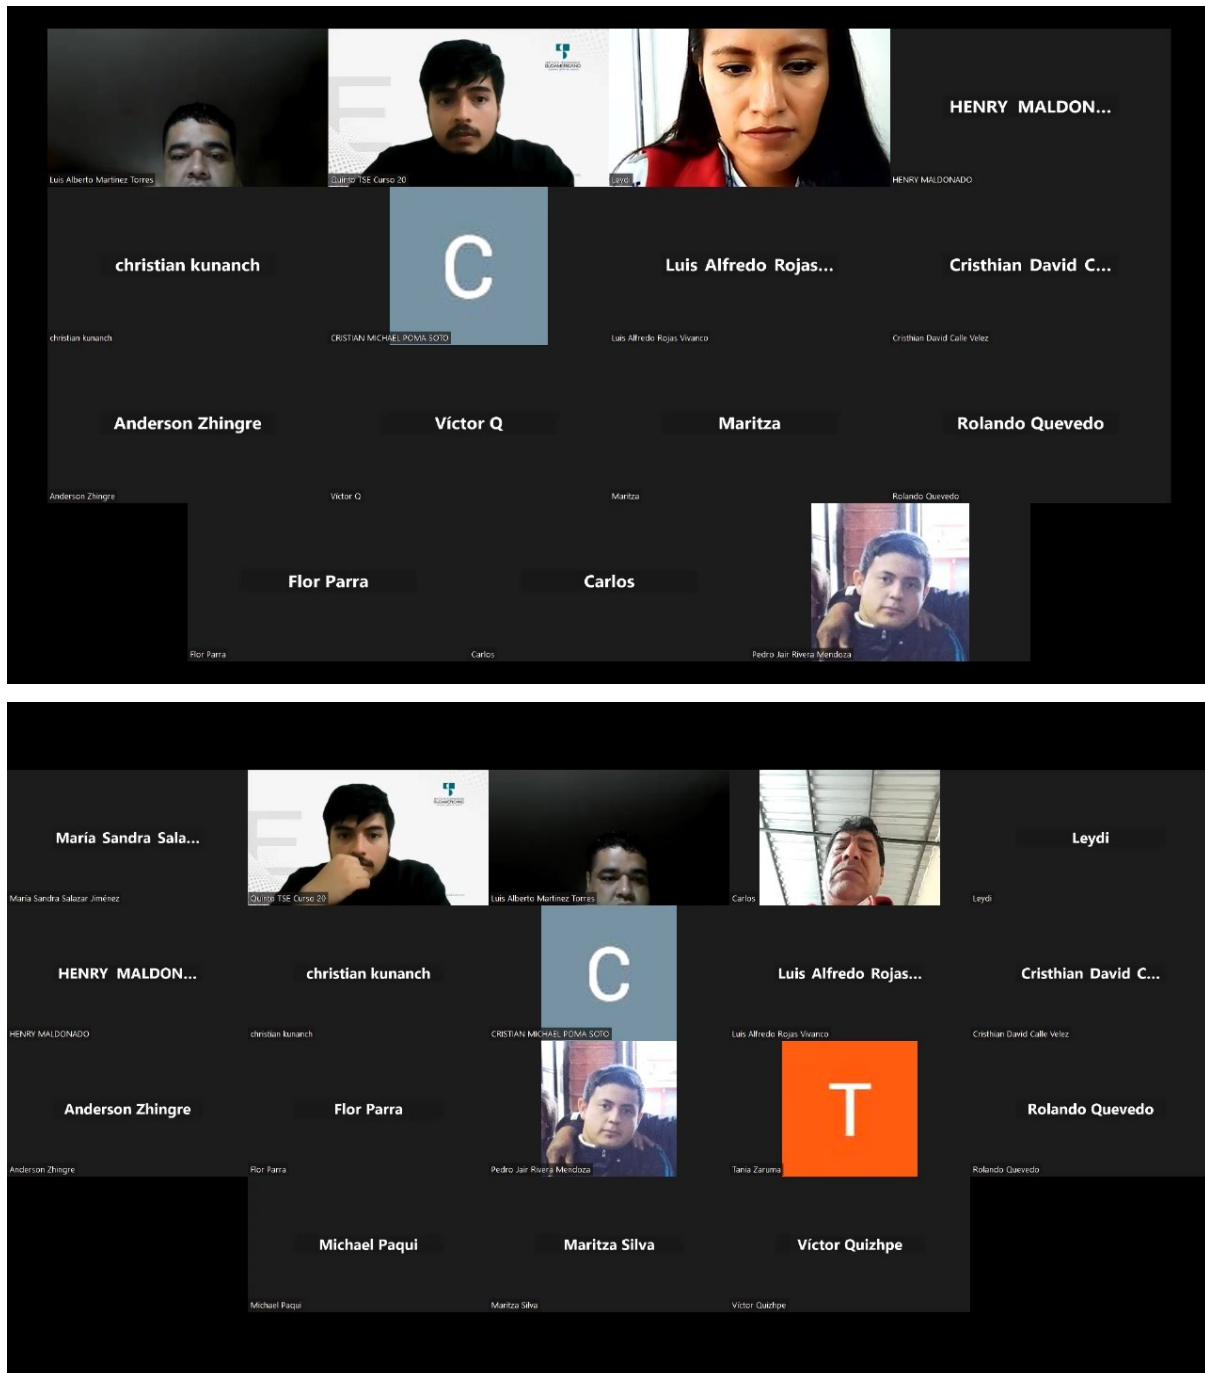 SUDAMERICANO
HENRY MALDON...
Luis Alberto Martinez Torres
Quinto TSE Curso 20
Leydi
HENRY MALDONADO
christian kunanch
C
Luis Alfredo Rojas...
Cristhian David C...
christian kunanch
CRISTIAN MICHAEL POMA SOTO
Luis Alfredo Rojas Vivanco
Cristhian David Calle Velez
Anderson Zhingre
Víctor Q
Maritza
Rolando Quevedo
Anderson Zhingre
Víctor Q
Maritza
Rolando Quevedo
Flor Parra
Carlos
Flor Parra
Carlos
Pedro Jair Rivera Mendoza
SUDAMERICANO
María Sandra Sala...
Leydi
María Sandra Salazar Jiménez
Quinto TSE Curso 20
Luis Alberto Martinez Torres
Carlos
Leydi
HENRY MALDON...
christian kunanch
C
Luis Alfredo Rojas...
Cristhian David C...
HENRY MALDONADO
christian kunanch
CRISTIAN MICHAEL POMA SOTO
Luis Alfredo Rojas Vivanco
Cristhian David Calle Velez
Anderson Zhingre
Flor Parra
T
Rolando Quevedo
Anderson Zhingre
Flor Parra
Pedro Jair Rivera Mendoza
Tania Zaruma
Rolando Quevedo
Michael Paqui
Maritza Silva
Víctor Quizhpe
Michael Paqui
Maritza Silva
Víctor Quizhpe